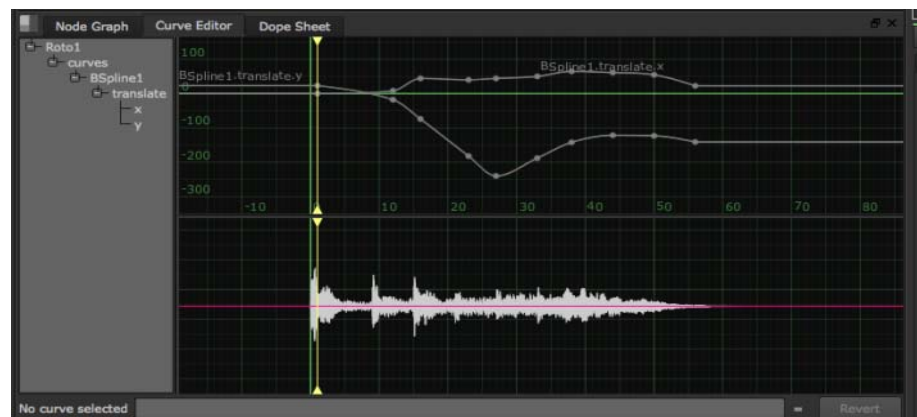 Node Graph Curve Editor Dope Sheet
Roto1
curves
BSpline1
translate
x
y
100
BSpline1.translate.y
BSpline1.translate.x
0
-100
-200
-300
-10 0 10 20 30 40 50 60 70 80
No curve selected
= Revert